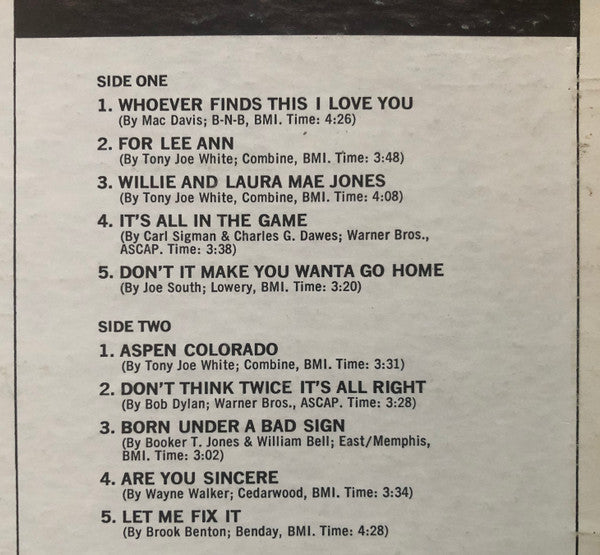 SIDE ONE
1. WHOEVER FINDS THIS I LOVE YOU
(By Mac Davis; B-N-B, BMI. Time: 4:26)
2. FOR LEE ANN
(By Tony Joe White; Combine, BMI. Time: 3:48)
3. WILLIE AND LAURA MAE JONES
(By Tony Joe White, Combine, BMI. Time: 4:08)
4. IT'S ALL IN THE GAME
(By Carl Sigman & Charles G. Dawes; Warner Bros.,
ASCAP. Time: 3:38)
5. DON'T IT MAKE YOU WANTA GO HOME
(By Joe South; Lowery, BMI. Time: 3:20)
SIDE TWO
1. ASPEN COLORADO
(By Tony Joe White; Combine, BMI. Time: 3:31)
2. DON'T THINK TWICE IT'S ALL RIGHT
(By Bob Dylan; Warner Bros., ASCAP. Time: 3:28)
3. BORN UNDER A BAD SIGN
(By Booker T. Jones & William Bell; East/Memphis,
BMI. Time: 3:02)
4. ARE YOU SINCERE
(By Wayne Walker; Cedarwood, BMI. Time: 3:34)
5. LET ME FIX IT
(By Brook Benton; Benday, BMI. Time: 4:28)